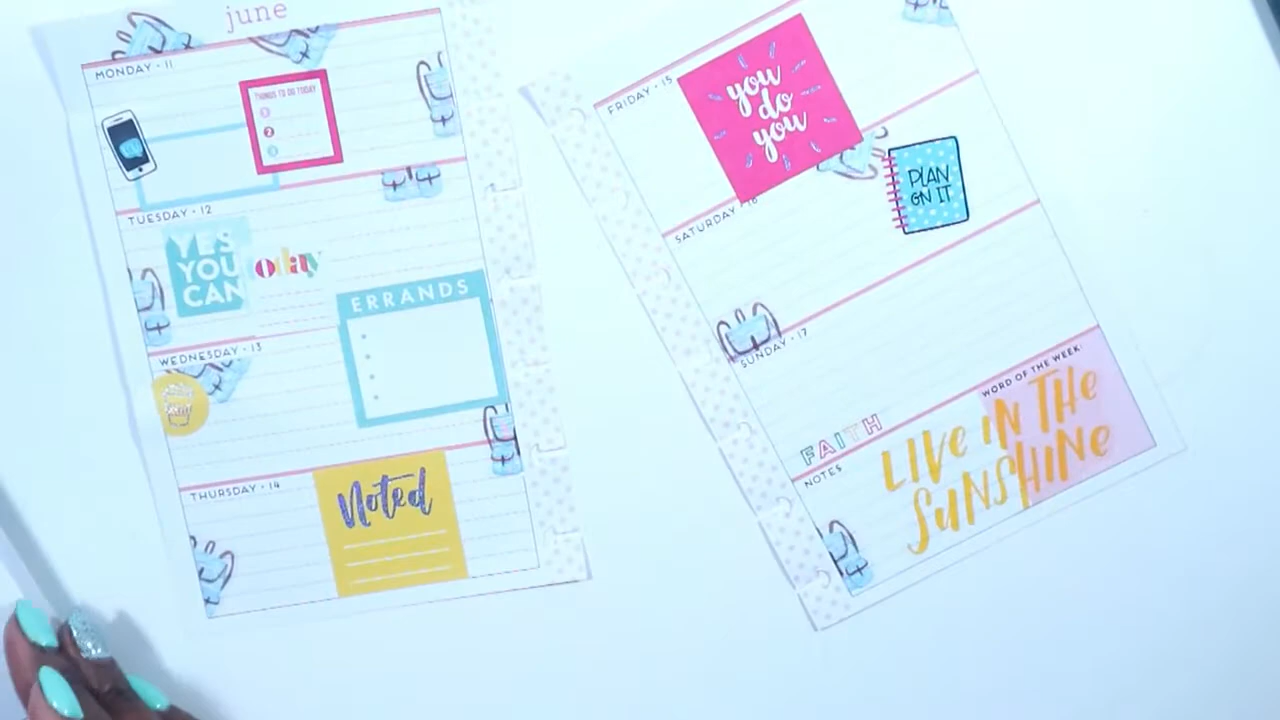 june
MONDAY · 11
THINGS TO DO TODAY
1
2
3
TUESDAY · 12
YES
YOU
CAN
today
ERRANDS
WEDNESDAY · 13
THURSDAY · 14
Noted
FRIDAY · 15
you
do
you
SATURDAY
PLAN
ON IT
SUNDAY · 17
FAITH
NOTES
WORD OF THE WEEK:
LIVE IN THE
SUNSHINE